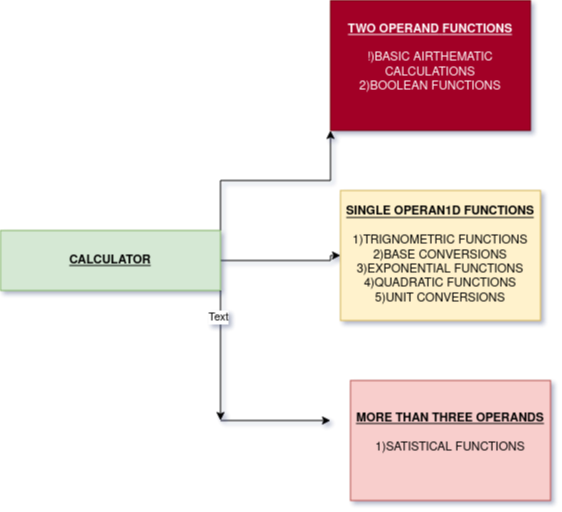 TWO OPERAND FUNCTIONS
!)BASIC AIRTHEMATIC
CALCULATIONS
2)BOOLEAN FUNCTIONS
SINGLE OPERAN1D FUNCTIONS
1)TRIGNOMETRIC FUNCTIONS
2)BASE CONVERSIONS
3)EXPONENTIAL FUNCTIONS
4)QUADRATIC FUNCTIONS
5)UNIT CONVERSIONS
CALCULATOR
Text
MORE THAN THREE OPERANDS
1)SATISTICAL FUNCTIONS